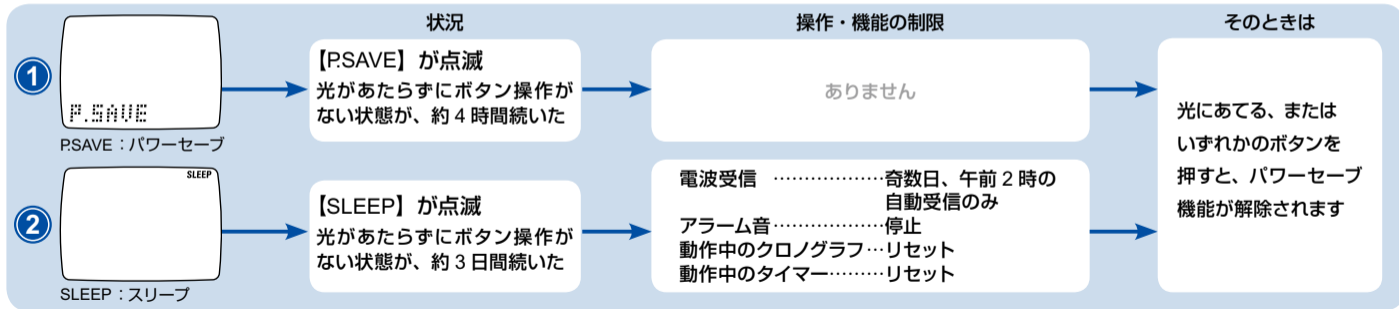 状況
操作・機能の制限
そのときは
1
P.SAVE
P.SAVE：パワーセーブ
【P.SAVE】が点滅
光があたらずにボタン操作が
ない状態が、約4時間続いた
ありません
2
SLEEP
SLEEP：スリープ
【SLEEP】が点滅
光があたらずにボタン操作が
ない状態が、約3日間続いた
電波受信 ………………奇数日、午前2時の
自動受信のみ
アラーム音………………停止
動作中のクロノグラフ…リセット
動作中のタイマー………リセット
光にあてる、または
いずれかのボタンを
押すと、パワーセーブ
機能が解除されます